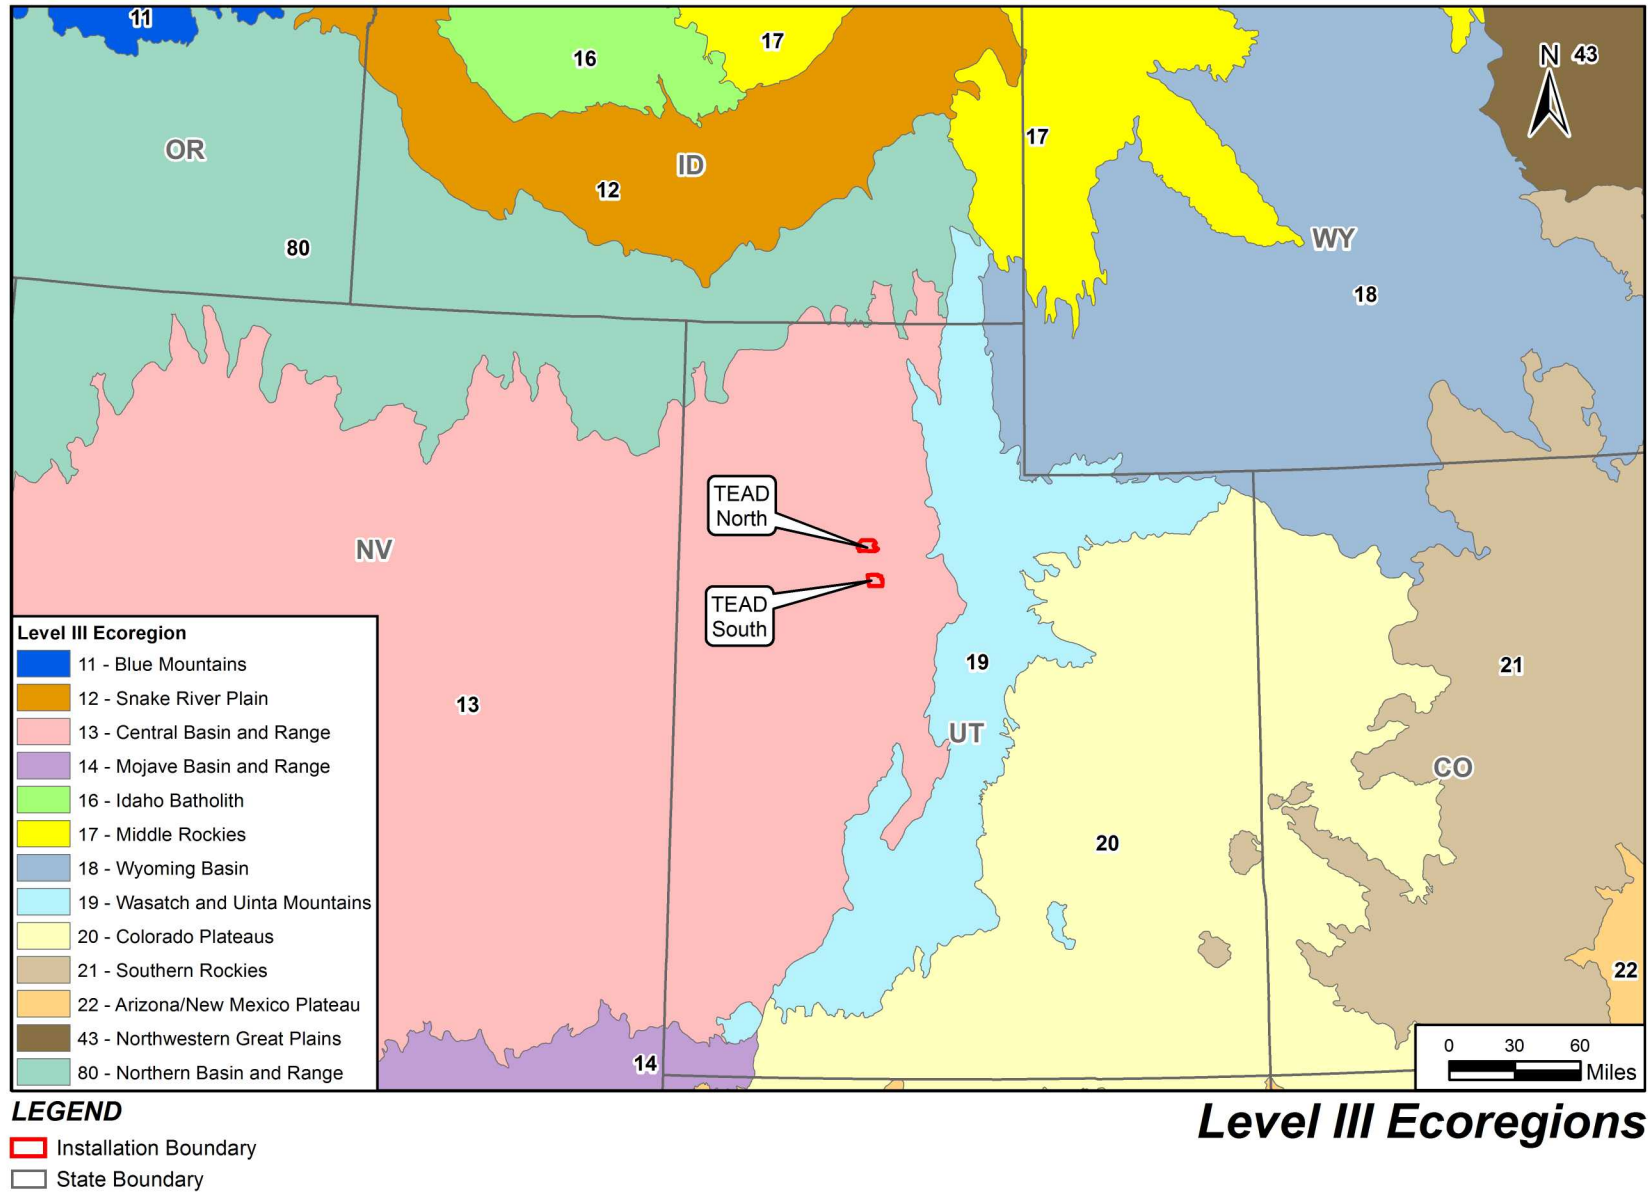 11
16
17
N
43
OR
ID
17
12
80
WY
18
TEAD
North
NV
TEAD
South
19
21
13
UT
CO
20
22
14
Level III Ecoregion
11 - Blue Mountains
12 - Snake River Plain
13 - Central Basin and Range
14 - Mojave Basin and Range
16 - Idaho Batholith
17 - Middle Rockies
18 - Wyoming Basin
19 - Wasatch and Uinta Mountains
20 - Colorado Plateaus
21 - Southern Rockies
22 - Arizona/New Mexico Plateau
43 - Northwestern Great Plains
80 - Northern Basin and Range
0 30 60
Miles
LEGEND
Installation Boundary
State Boundary
Level III Ecoregions